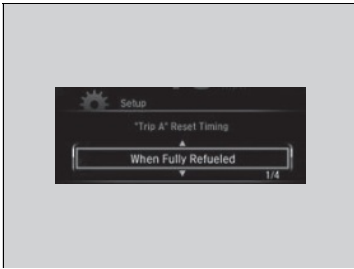 Setup
"Trip A" Reset Timing
When Fully Refueled
1/4